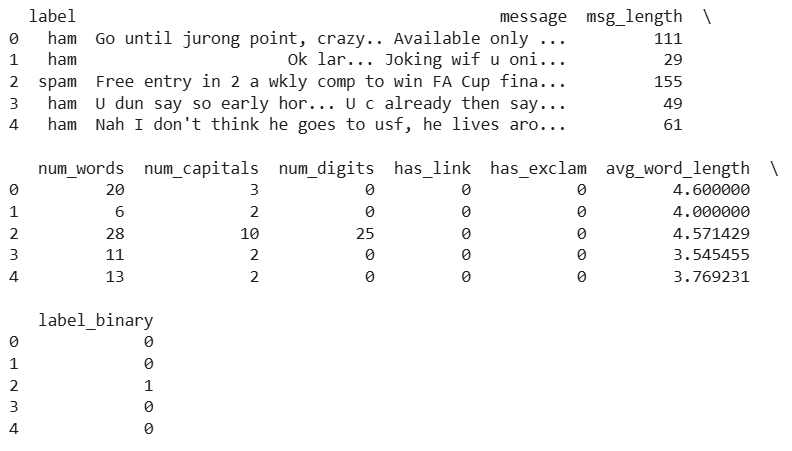 label message msg_length \
0 ham Go until jurong point, crazy.. Available only ... 111
1 ham Ok lar... Joking wif u oni... 29
2 spam Free entry in 2 a wkly comp to win FA Cup fina... 155
3 ham U dun say so early hor... U c already then say... 49
4 ham Nah I don't think he goes to usf, he lives aro... 61
num_words num_capitals num_digits has_link has_exclam avg_word_length \
0 20 3 0 0 0 4.600000
1 6 2 0 0 0 4.000000
2 28 10 25 0 0 4.571429
3 11 2 0 0 0 3.545455
4 13 2 0 0 0 3.769231
label_binary
0 0
1 0
2 1
3 0
4 0